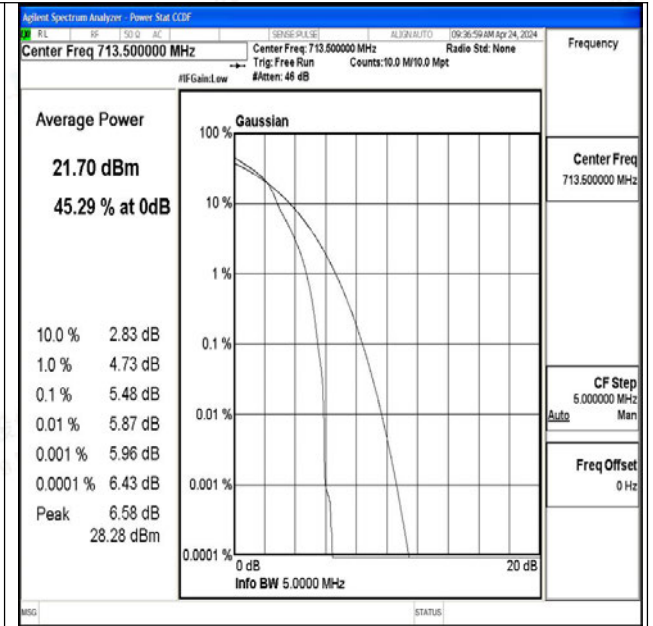 Agilent Spectrum Analyzer - Power Stat CCDF
RL RF 50 Ω AC SENSE:PULSE ALIGN AUTO 09:36:59 AM Apr 24, 2024
Center Freq 713.500000 MHz
Center Freq: 713.500000 MHz Radio Std: None
Trig: Free Run Counts:10.0 M/10.0 Mpt
#IFGain:Low #Atten: 46 dB
Frequency
Average Power
21.70 dBm
45.29 % at 0dB
10.0 % 2.83 dB
1.0 % 4.73 dB
0.1 % 5.48 dB
0.01 % 5.87 dB
0.001 % 5.96 dB
0.0001 % 6.43 dB
Peak 6.58 dB
28.28 dBm
Gaussian
100 %
10 %
1 %
0.1 %
0.01 %
0.001 %
0.0001 %
0 dB 20 dB
Info BW 5.0000 MHz
Center Freq
713.500000 MHz
CF Step
5.000000 MHz
Auto Man
Freq Offset
0 Hz
MSG STATUS